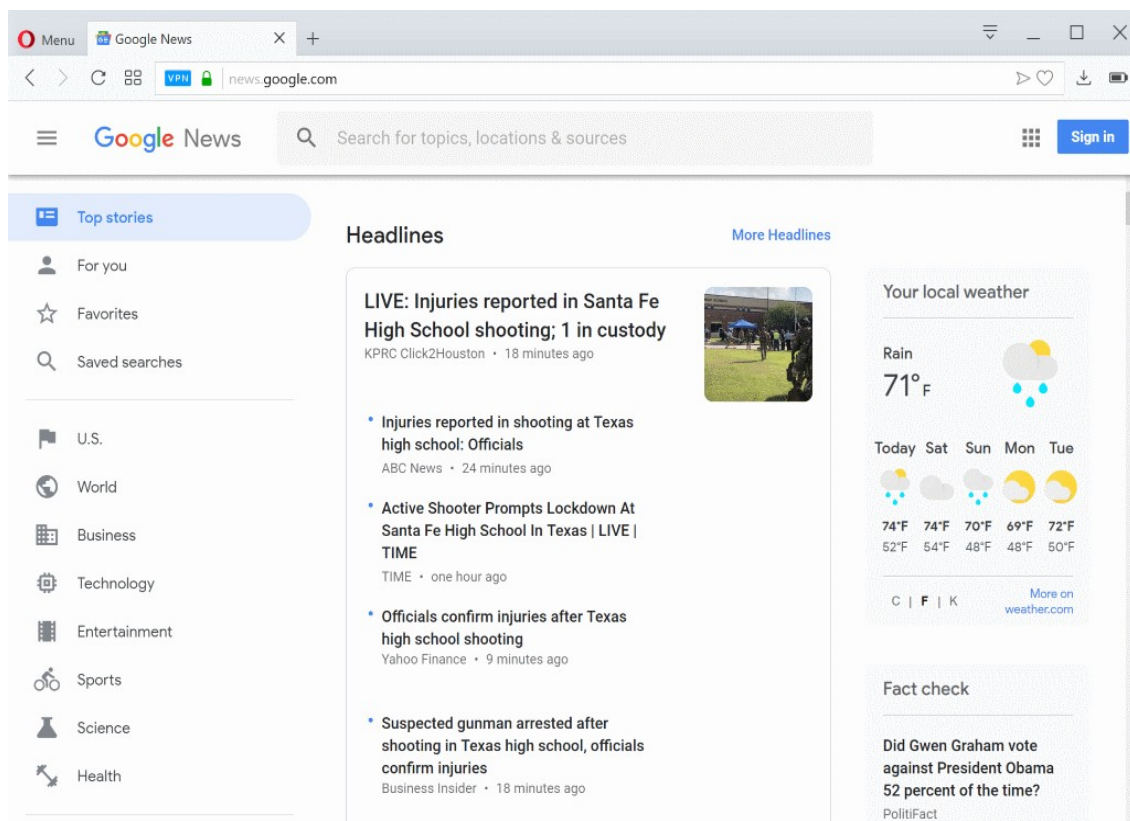 Menu
Google News
VPN
news.google.com
Google News
Search for topics, locations & sources
Sign in
Top stories
For you
Favorites
Saved searches
U.S.
World
Business
Technology
Entertainment
Sports
Science
Health
Headlines
More Headlines
LIVE: Injuries reported in Santa Fe
High School shooting; 1 in custody
KPRC Click2Houston • 18 minutes ago
• Injuries reported in shooting at Texas
high school: Officials
ABC News • 24 minutes ago
• Active Shooter Prompts Lockdown At
Santa Fe High School In Texas | LIVE |
TIME
TIME • one hour ago
• Officials confirm injuries after Texas
high school shooting
Yahoo Finance • 9 minutes ago
• Suspected gunman arrested after
shooting in Texas high school, officials
confirm injuries
Business Insider • 18 minutes ago
Your local weather
Rain
71° F
Today Sat Sun Mon Tue
74°F 74°F 70°F 69°F 72°F
52°F 54°F 48°F 48°F 50°F
C | F | K
More on
weather.com
Fact check
Did Gwen Graham vote
against President Obama
52 percent of the time?
PolitiFact